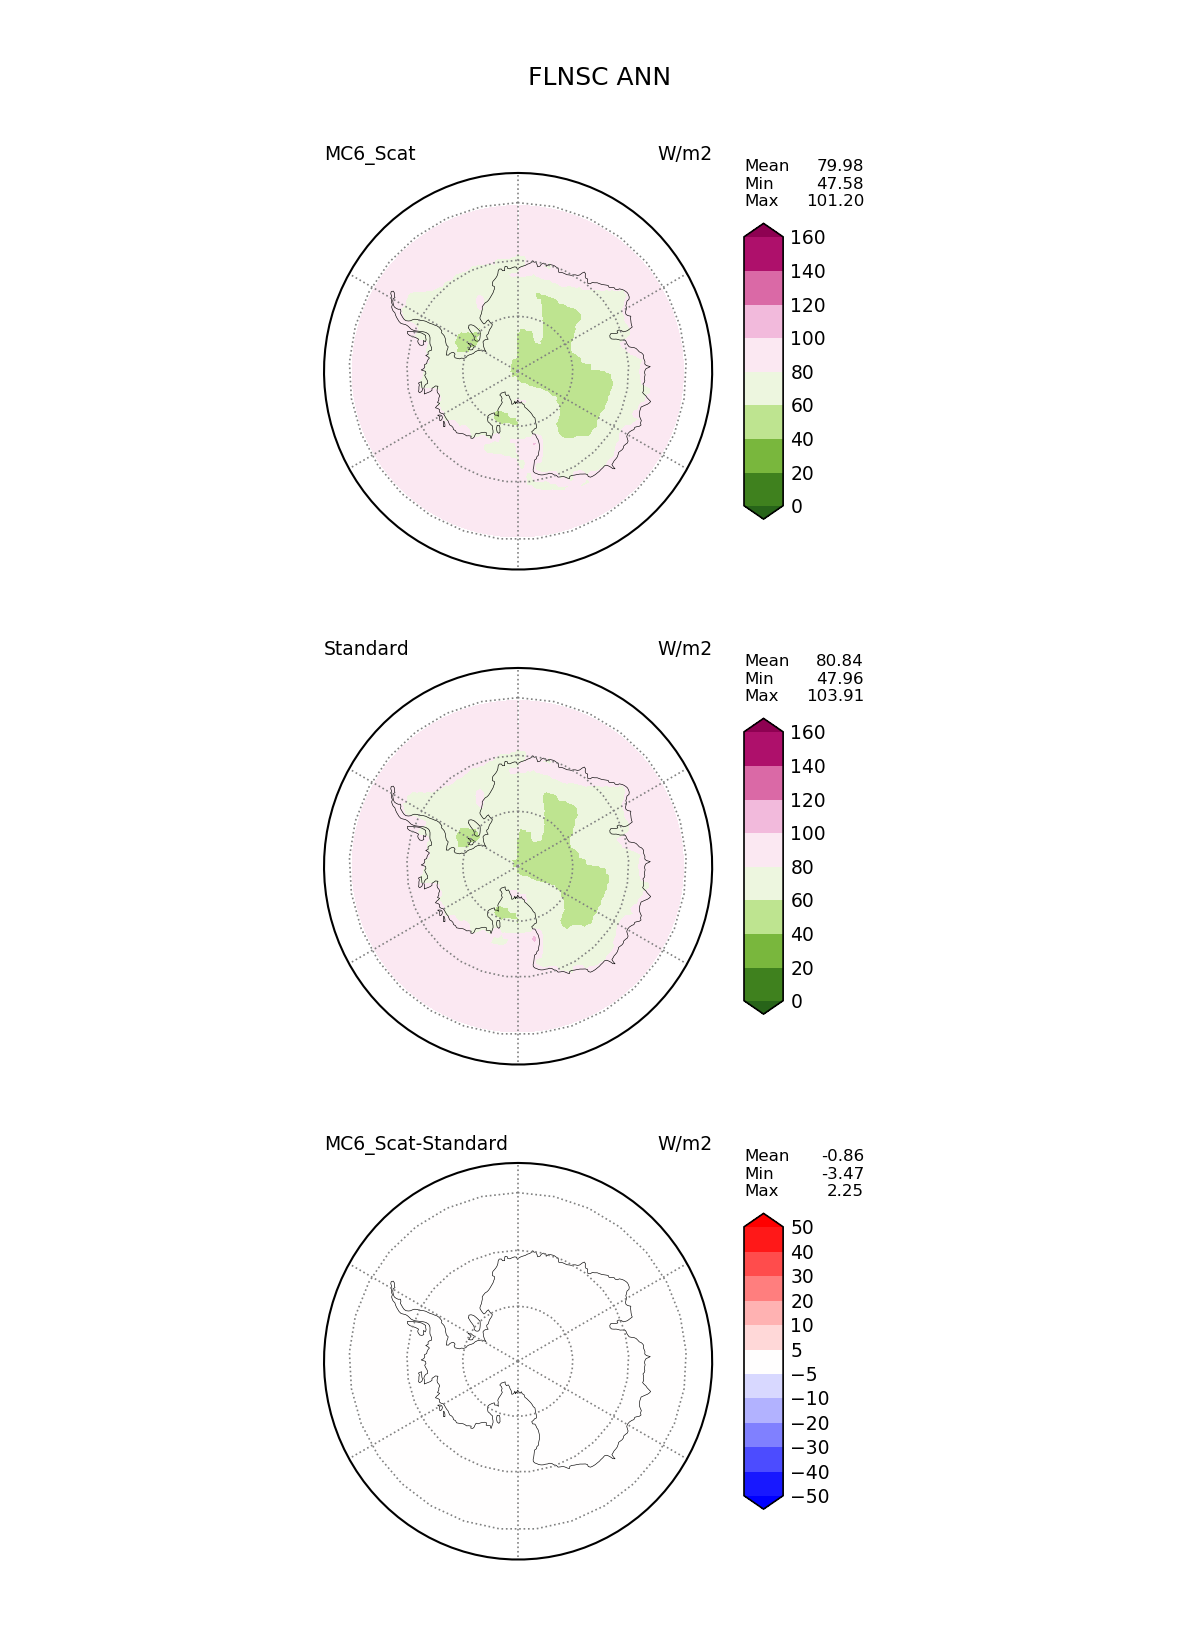 FLNSC ANN
MC6_Scat W/m2
Mean 79.98
Min 47.58
Max 101.20
160
140
120
100
80
60
40
20
0
Standard W/m2
Mean 80.84
Min 47.96
Max 103.91
160
140
120
100
80
60
40
20
0
MC6_Scat-Standard W/m2
Mean -0.86
Min -3.47
Max 2.25
50
40
30
20
10
5
−5
−10
−20
−30
−40
−50